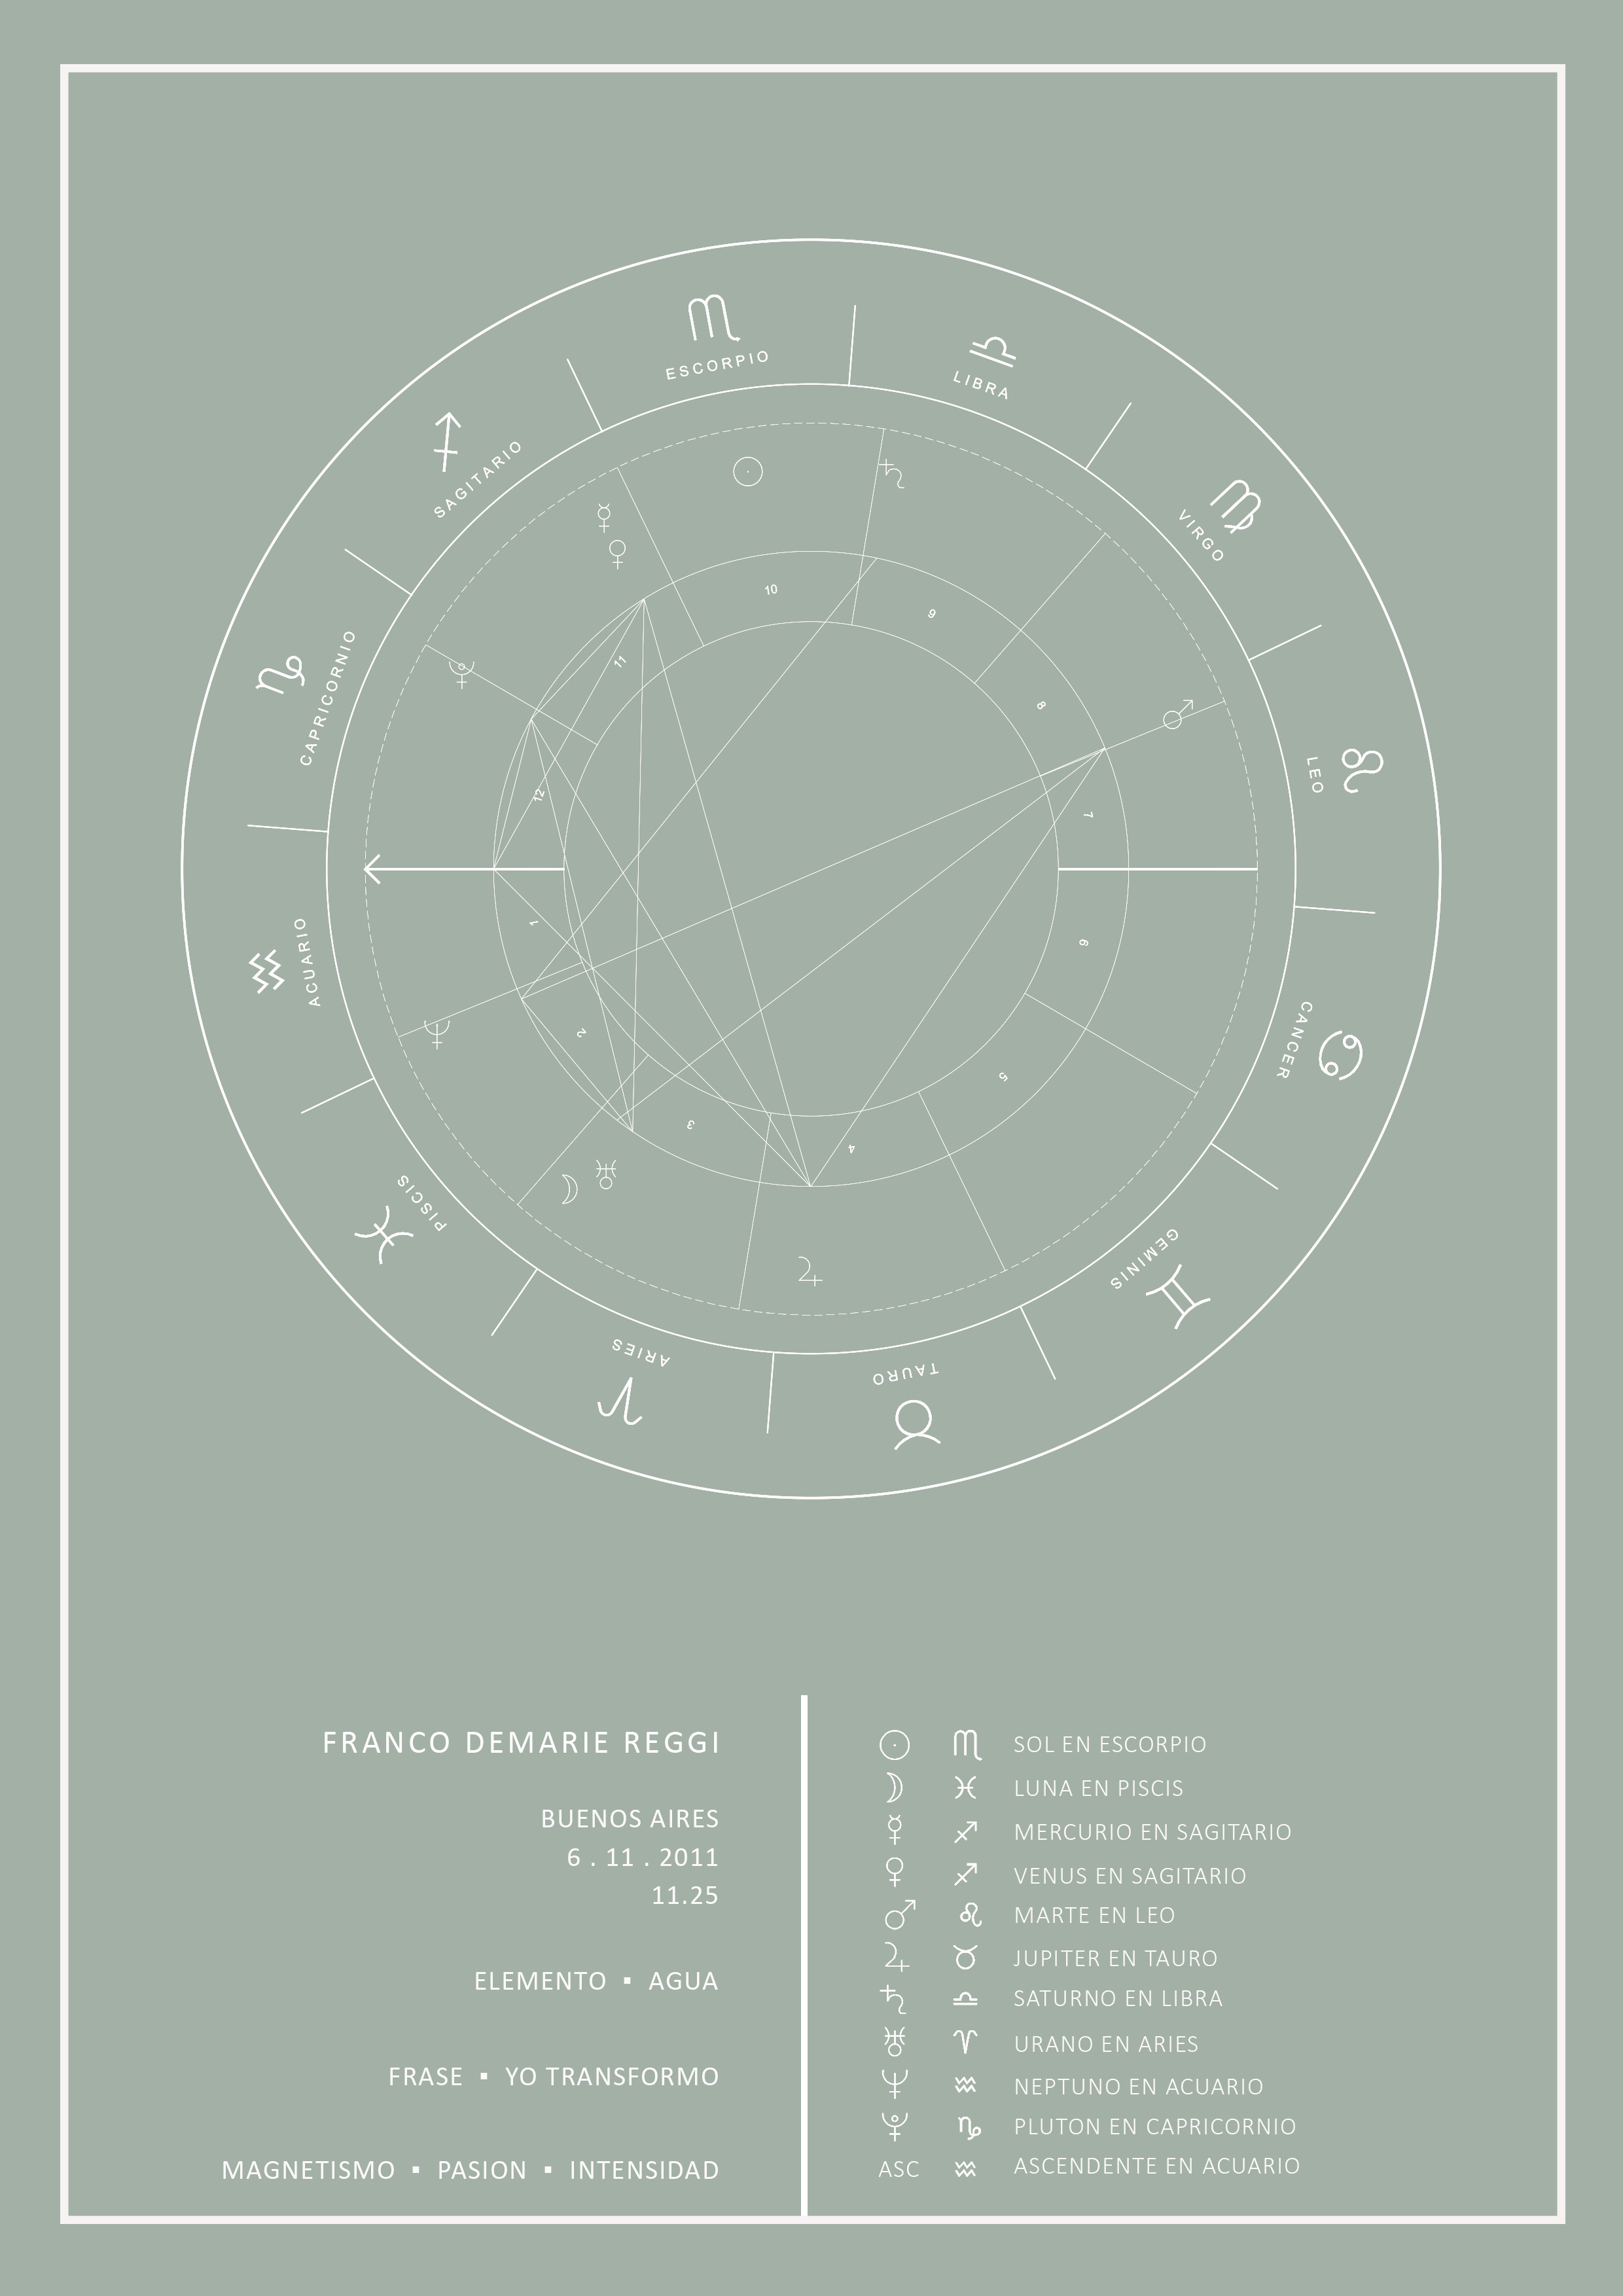 ESCORPIO
LIBRA
VIRGO
LEO
CANCER
GEMINIS
TAURO
ARIES
PISCIS
ACUARIO
CAPRICORNIO
SAGITARIO
10
9
8
7
6
5
4
3
2
1
12
11
FRANCO DEMARIE REGGI
BUENOS AIRES
6 . 11 . 2011
11.25
ELEMENTO ▪ AGUA
FRASE ▪ YO TRANSFORMO
MAGNETISMO ▪ PASION ▪ INTENSIDAD
SOL EN ESCORPIO
LUNA EN PISCIS
MERCURIO EN SAGITARIO
VENUS EN SAGITARIO
MARTE EN LEO
JUPITER EN TAURO
SATURNO EN LIBRA
URANO EN ARIES
NEPTUNO EN ACUARIO
PLUTON EN CAPRICORNIO
ASC ASCENDENTE EN ACUARIO